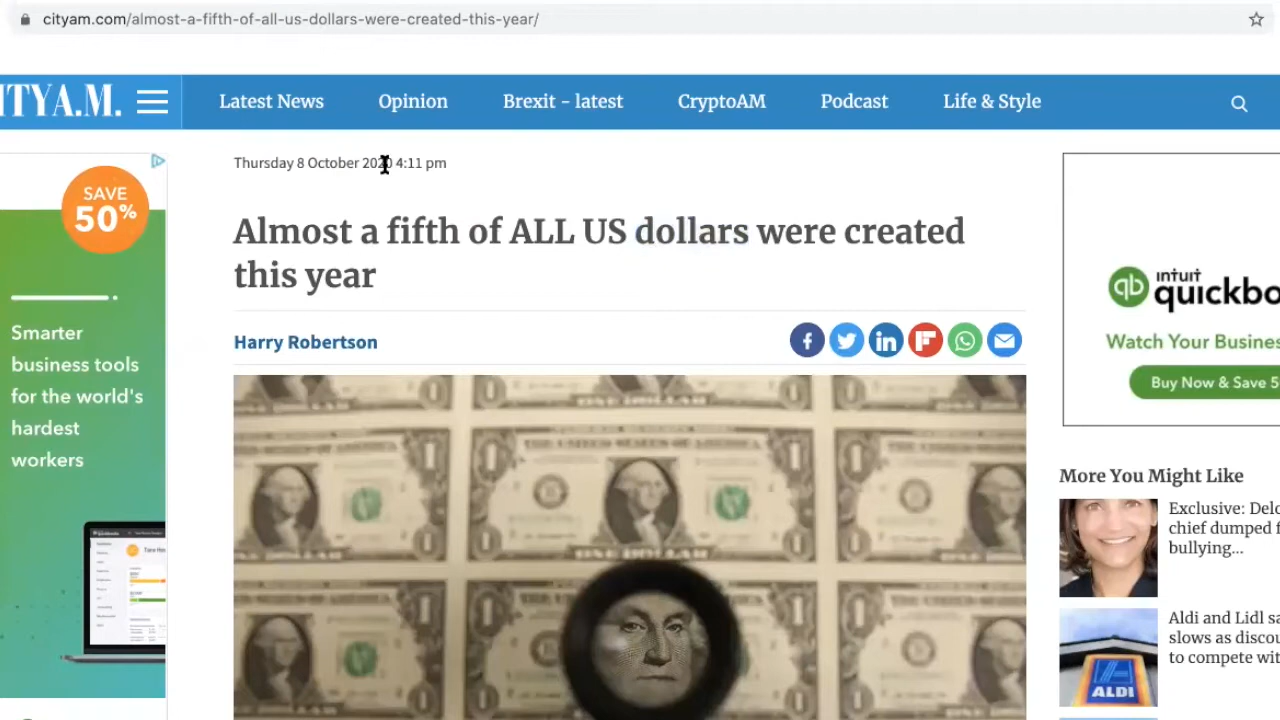 cityam.com/almost-a-fifth-of-all-us-dollars-were-created-this-year/
ITYA.M.
Latest News
Opinion
Brexit – latest
CryptoAM
Podcast
Life & Style
Thursday 8 October 2020 4:11 pm
Almost a fifth of ALL US dollars were created
this year
Harry Robertson
SAVE
50%
Smarter
business tools
for the world's
hardest
workers
intuit
quickbo
Watch Your Busines
Buy Now & Save 5
More You Might Like
Exclusive: Delo
chief dumped f
bullying...
Aldi and Lidl sa
slows as discou
to compete wit
ALDI